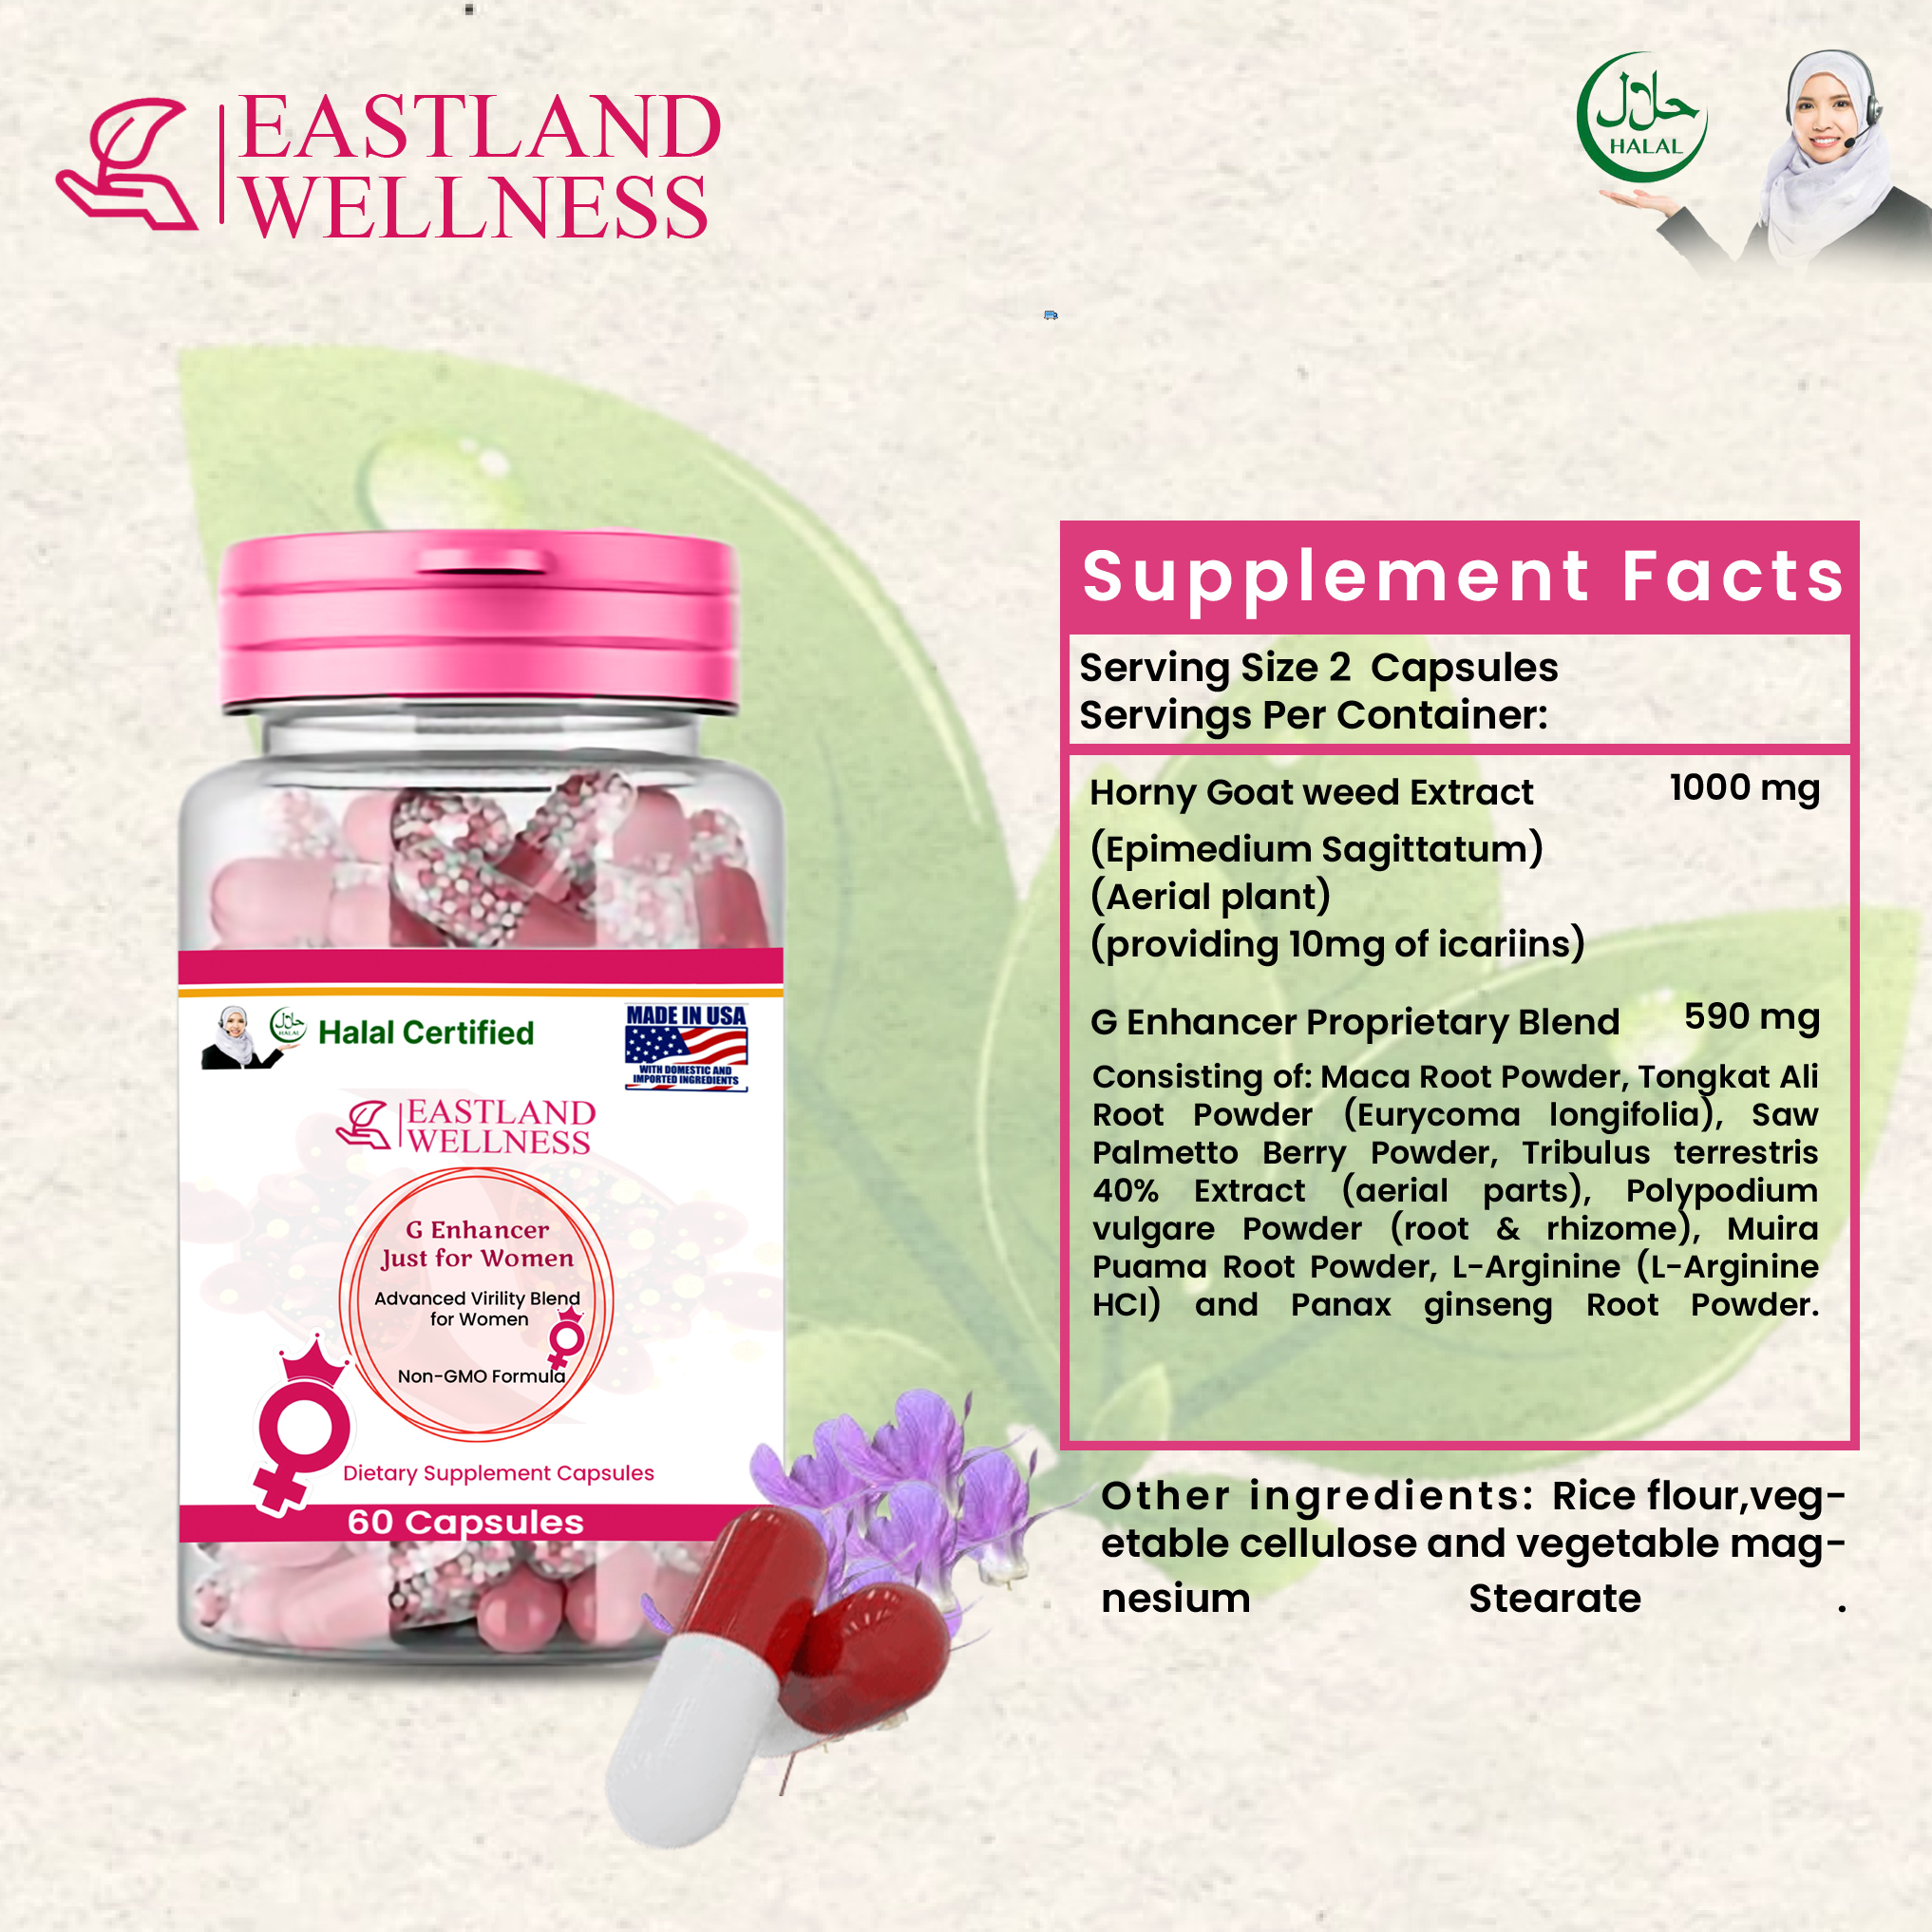 EASTLAND
WELLNESS
حلال
HALAL
Supplement Facts
Serving Size 2 Capsules
Servings Per Container:
Horny Goat weed Extract 1000 mg
(Epimedium Sagittatum)
(Aerial plant)
(providing 10mg of icariins)
G Enhancer Proprietary Blend 590 mg
Consisting of: Maca Root Powder, Tongkat Ali
Root Powder (Eurycoma longifolia), Saw
Palmetto Berry Powder, Tribulus terrestris
40% Extract (aerial parts), Polypodium
vulgare Powder (root & rhizome), Muira
Puama Root Powder, L-Arginine (L-Arginine
HCI) and Panax ginseng Root Powder.
Other ingredients: Rice flour,veg-
etable cellulose and vegetable mag-
nesium Stearate .
حلال
HALAL
Halal Certified
MADE IN USA
WITH DOMESTIC AND
IMPORTED INGREDIENTS
EASTLAND
WELLNESS
G Enhancer
Just for Women
Advanced Virility Blend
for Women
Non-GMO Formula
Dietary Supplement Capsules
60 Capsules